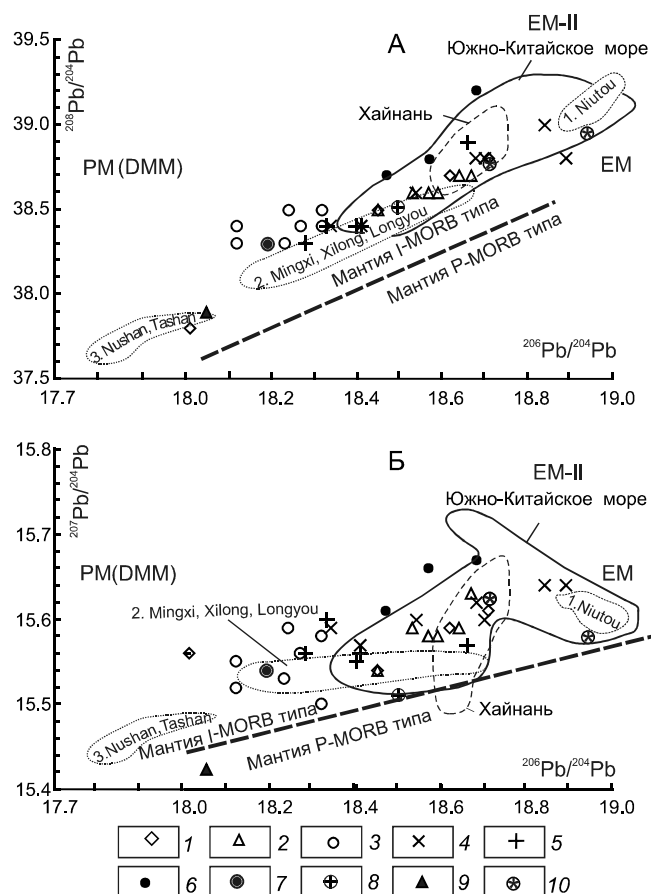 39.5
39.0
38.5
38.0
37.5
²⁰⁸Pb/²⁰⁴Pb
А
EM-II
Южно-Китайское море
Хайнань
1. Niutou
PM (DMM)
EM
2. Mingxi, Xilong, Longyou
Мантия I-MORB типа
Мантия P-MORB типа
3. Nushan, Tashan
²⁰⁶Pb/²⁰⁴Pb
17.7 18.0 18.2 18.4 18.6 18.8 19.0
15.8
15.7
15.6
15.5
15.4
²⁰⁷Pb/²⁰⁴Pb
Б
EM-II
Южно-Китайское море
PM(DMM)
EM
2. Mingxi, Xilong, Longyou
1. Niutou
3. Nushan, Tashan
Мантия I-MORB типа
Мантия P-MORB типа
Хайнань
²⁰⁶Pb/²⁰⁴Pb
17.7 18.0 18.2 18.4 18.6 18.8 19.0
1 2 3 4 5
6 7 8 9 10